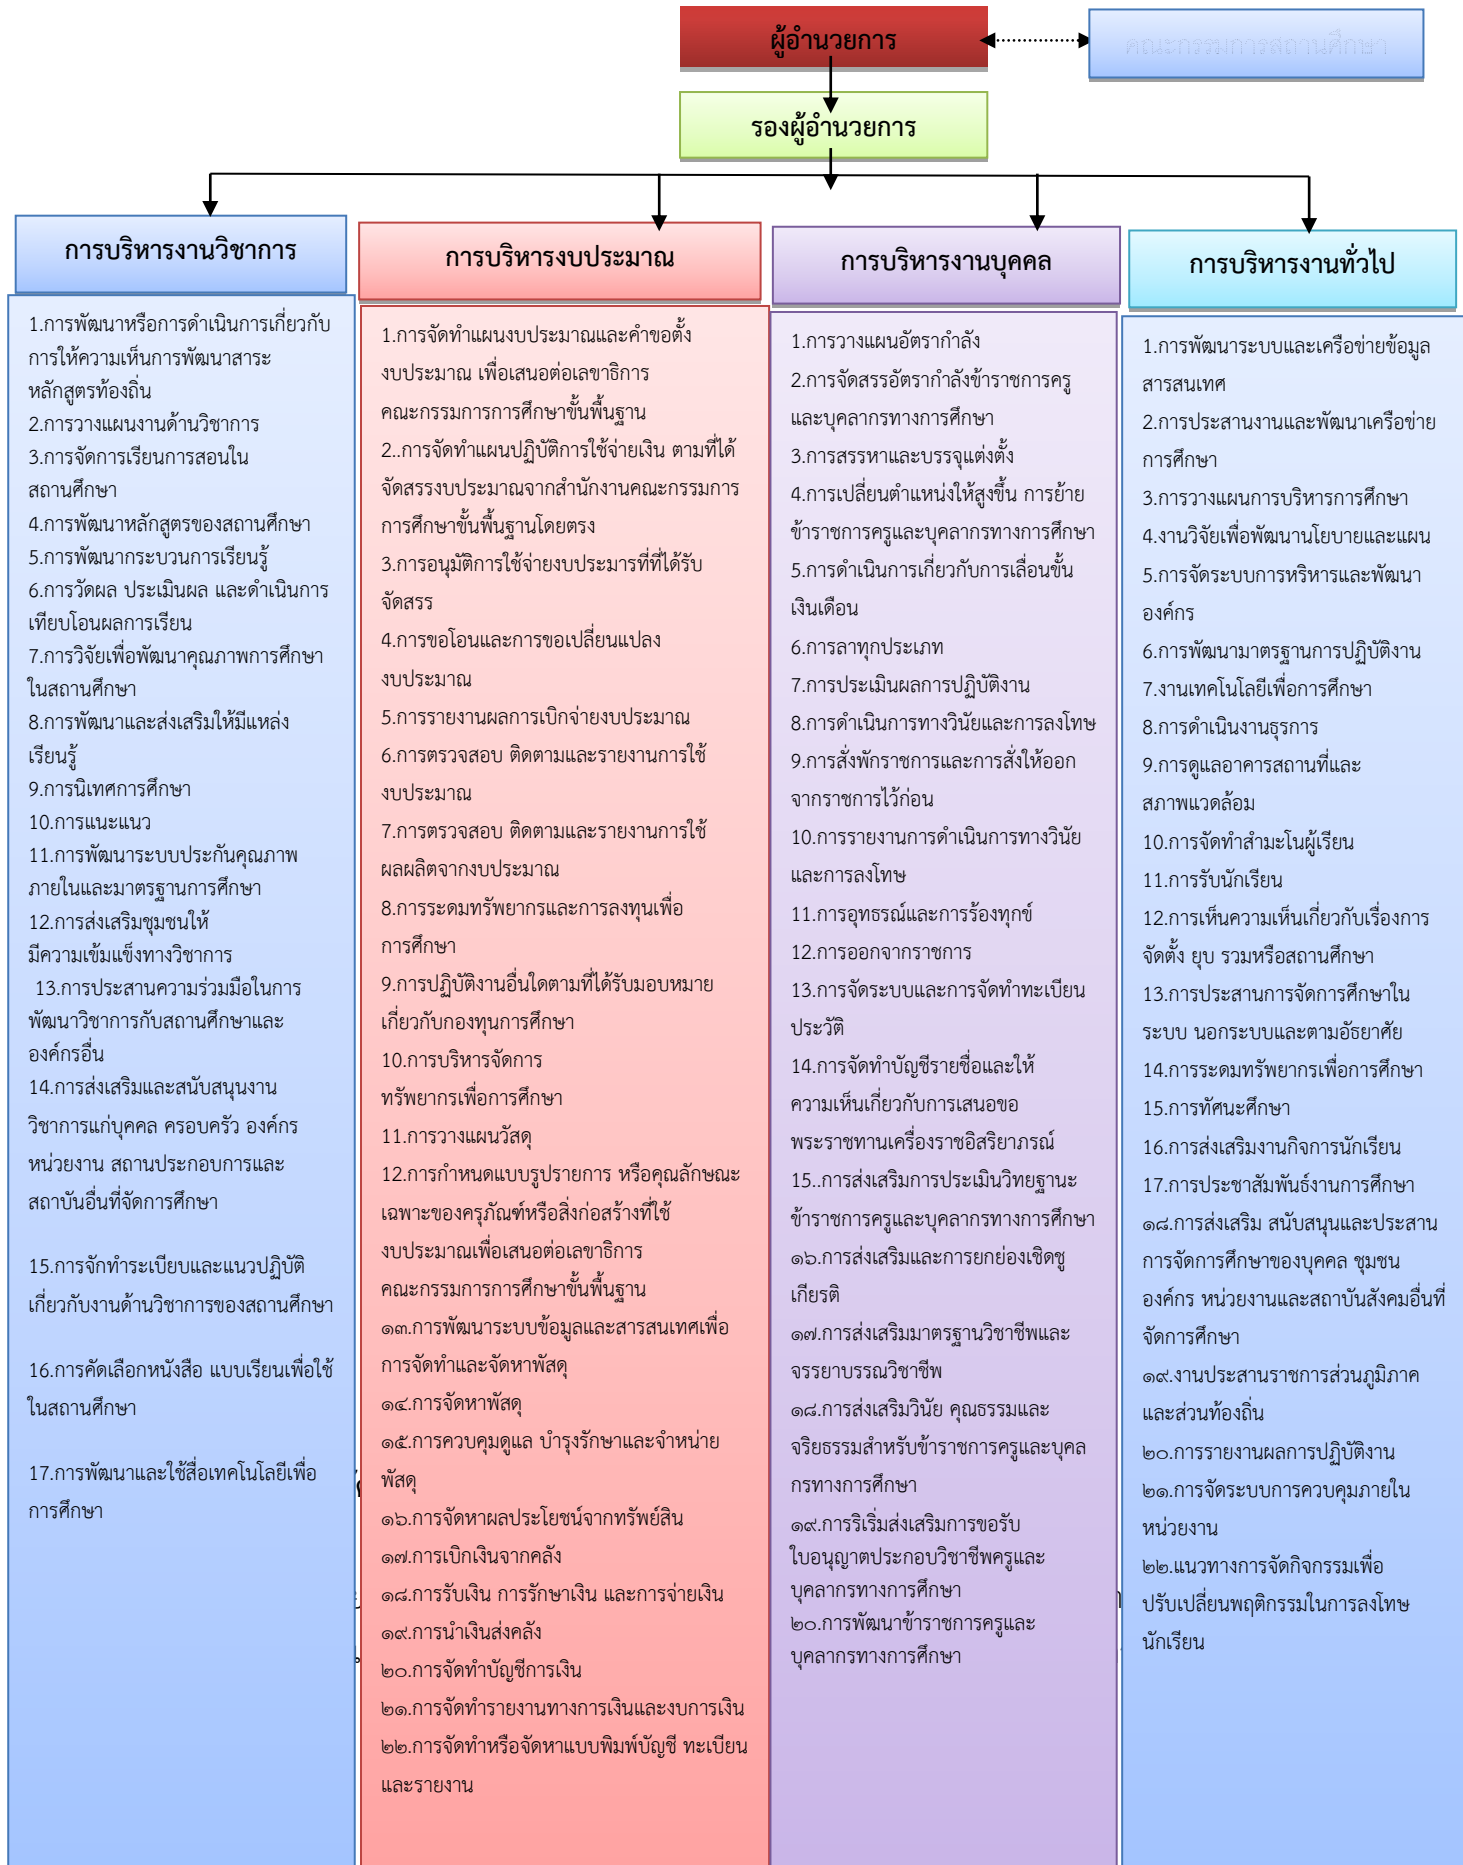 ผู้อำนวยการ
คณะกรรมการสถานศึกษา
รองผู้อำนวยการ
การบริหารงานวิชาการ
1.การพัฒนาหรือการดำเนินการเกี่ยวกับ
การให้ความเห็นการพัฒนาสาระ
หลักสูตรท้องถิ่น
2.การวางแผนงานด้านวิชาการ
3.การจัดการเรียนการสอนใน
สถานศึกษา
4.การพัฒนาหลักสูตรของสถานศึกษา
5.การพัฒนากระบวนการเรียนรู้
6.การวัดผล ประเมินผล และดำเนินการ
เทียบโอนผลการเรียน
7.การวิจัยเพื่อพัฒนาคุณภาพการศึกษา
ในสถานศึกษา
8.การพัฒนาและส่งเสริมให้มีแหล่ง
เรียนรู้
9.การนิเทศการศึกษา
10.การแนะแนว
11.การพัฒนาระบบประกันคุณภาพ
ภายในและมาตรฐานการศึกษา
12.การส่งเสริมชุมชนให้
มีความเข้มแข็งทางวิชาการ
13.การประสานความร่วมมือในการ
พัฒนาวิชาการกับสถานศึกษาและ
องค์กรอื่น
14.การส่งเสริมและสนับสนุนงาน
วิชาการแก่บุคคล ครอบครัว องค์กร
หน่วยงาน สถานประกอบการและ
สถาบันอื่นที่จัดการศึกษา
15.การจักทำระเบียบและแนวปฏิบัติ
เกี่ยวกับงานด้านวิชาการของสถานศึกษา
16.การคัดเลือกหนังสือ แบบเรียนเพื่อใช้
ในสถานศึกษา
17.การพัฒนาและใช้สื่อเทคโนโลยีเพื่อ
การศึกษา
การบริหารงบประมาณ
1.การจัดทำแผนงบประมาณและคำขอตั้ง
งบประมาณ เพื่อเสนอต่อเลขาธิการ
คณะกรรมการการศึกษาขั้นพื้นฐาน
2..การจัดทำแผนปฏิบัติการใช้จ่ายเงิน ตามที่ได้
จัดสรรงบประมาณจากสำนักงานคณะกรรมการ
การศึกษาขั้นพื้นฐานโดยตรง
3.การอนุมัติการใช้จ่ายงบประมารที่ที่ได้รับ
จัดสรร
4.การขอโอนและการขอเปลี่ยนแปลง
งบประมาณ
5.การรายงานผลการเบิกจ่ายงบประมาณ
6.การตรวจสอบ ติดตามและรายงานการใช้
งบประมาณ
7.การตรวจสอบ ติดตามและรายงานการใช้
ผลผลิตจากงบประมาณ
8.การระดมทรัพยากรและการลงทุนเพื่อ
การศึกษา
9.การปฏิบัติงานอื่นใดตามที่ได้รับมอบหมาย
เกี่ยวกับกองทุนการศึกษา
10.การบริหารจัดการ
ทรัพยากรเพื่อการศึกษา
11.การวางแผนวัสดุ
12.การกำหนดแบบรูปรายการ หรือคุณลักษณะ
เฉพาะของครุภัณฑ์หรือสิ่งก่อสร้างที่ใช้
งบประมาณเพื่อเสนอต่อเลขาธิการ
คณะกรรมการการศึกษาขั้นพื้นฐาน
๑๓.การพัฒนาระบบข้อมูลและสารสนเทศเพื่อ
การจัดทำและจัดหาพัสดุ
๑๔.การจัดหาพัสดุ
๑๕.การควบคุมดูแล บำรุงรักษาและจำหน่าย
พัสดุ
๑๖.การจัดหาผลประโยชน์จากทรัพย์สิน
๑๗.การเบิกเงินจากคลัง
๑๘.การรับเงิน การรักษาเงิน และการจ่ายเงิน
๑๙.การนำเงินส่งคลัง
๒๐.การจัดทำบัญชีการเงิน
๒๑.การจัดทำรายงานทางการเงินและงบการเงิน
๒๒.การจัดทำหรือจัดหาแบบพิมพ์บัญชี ทะเบียน
และรายงาน
การบริหารงานบุคคล
1.การวางแผนอัตรากำลัง
2.การจัดสรรอัตรากำลังข้าราชการครู
และบุคลากรทางการศึกษา
3.การสรรหาและบรรจุแต่งตั้ง
4.การเปลี่ยนตำแหน่งให้สูงขึ้น การย้าย
ข้าราชการครูและบุคลากรทางการศึกษา
5.การดำเนินการเกี่ยวกับการเลื่อนขั้น
เงินเดือน
6.การลาทุกประเภท
7.การประเมินผลการปฏิบัติงาน
8.การดำเนินการทางวินัยและการลงโทษ
9.การสั่งพักราชการและการสั่งให้ออก
จากราชการไว้ก่อน
10.การรายงานการดำเนินการทางวินัย
และการลงโทษ
11.การอุทธรณ์และการร้องทุกข์
12.การออกจากราชการ
13.การจัดระบบและการจัดทำทะเบียน
ประวัติ
14.การจัดทำบัญชีรายชื่อและให้
ความเห็นเกี่ยวกับการเสนอขอ
พระราชทานเครื่องราชอิสริยาภรณ์
15..การส่งเสริมการประเมินวิทยฐานะ
ข้าราชการครูและบุคลากรทางการศึกษา
๑๖.การส่งเสริมและการยกย่องเชิดชู
เกียรติ
๑๗.การส่งเสริมมาตรฐานวิชาชีพและ
จรรยาบรรณวิชาชีพ
๑๘.การส่งเสริมวินัย คุณธรรมและ
จริยธรรมสำหรับข้าราชการครูและบุคล
กรทางการศึกษา
๑๙.การริเริ่มส่งเสริมการขอรับ
ใบอนุญาตประกอบวิชาชีพครูและ
บุคลากรทางการศึกษา
๒๐.การพัฒนาข้าราชการครูและ
บุคลากรทางการศึกษา
การบริหารงานทั่วไป
1.การพัฒนาระบบและเครือข่ายข้อมูล
สารสนเทศ
2.การประสานงานและพัฒนาเครือข่าย
การศึกษา
3.การวางแผนการบริหารการศึกษา
4.งานวิจัยเพื่อพัฒนานโยบายและแผน
5.การจัดระบบการหริหารและพัฒนา
องค์กร
6.การพัฒนามาตรฐานการปฏิบัติงาน
7.งานเทคโนโลยีเพื่อการศึกษา
8.การดำเนินงานธุรการ
9.การดูแลอาคารสถานที่และ
สภาพแวดล้อม
10.การจัดทำสำมะโนผู้เรียน
11.การรับนักเรียน
12.การเห็นความเห็นเกี่ยวกับเรื่องการ
จัดตั้ง ยุบ รวมหรือสถานศึกษา
13.การประสานการจัดการศึกษาใน
ระบบ นอกระบบและตามอัธยาศัย
14.การระดมทรัพยากรเพื่อการศึกษา
15.การทัศนะศึกษา
16.การส่งเสริมงานกิจการนักเรียน
17.การประชาสัมพันธ์งานการศึกษา
๑๘.การส่งเสริม สนับสนุนและประสาน
การจัดการศึกษาของบุคคล ชุมชน
องค์กร หน่วยงานและสถาบันสังคมอื่นที่
จัดการศึกษา
๑๙.งานประสานราชการส่วนภูมิภาค
และส่วนท้องถิ่น
๒๐.การรายงานผลการปฏิบัติงาน
๒๑.การจัดระบบการควบคุมภายใน
หน่วยงาน
๒๒.แนวทางการจัดกิจกรรมเพื่อ
ปรับเปลี่ยนพฤติกรรมในการลงโทษ
นักเรียน